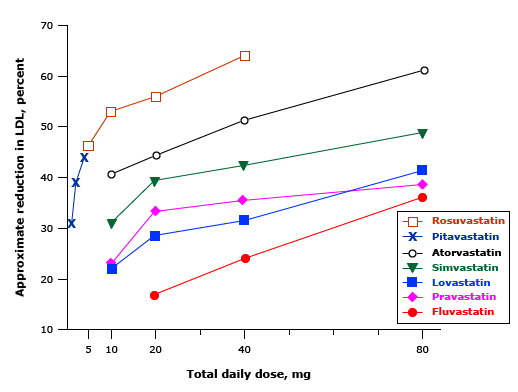 Approximate reduction in LDL, percent
70
60
50
40
30
20
10
5 10 20 40 80
Total daily dose, mg
Rosuvastatin
Pitavastatin
Atorvastatin
Simvastatin
Lovastatin
Pravastatin
Fluvastatin